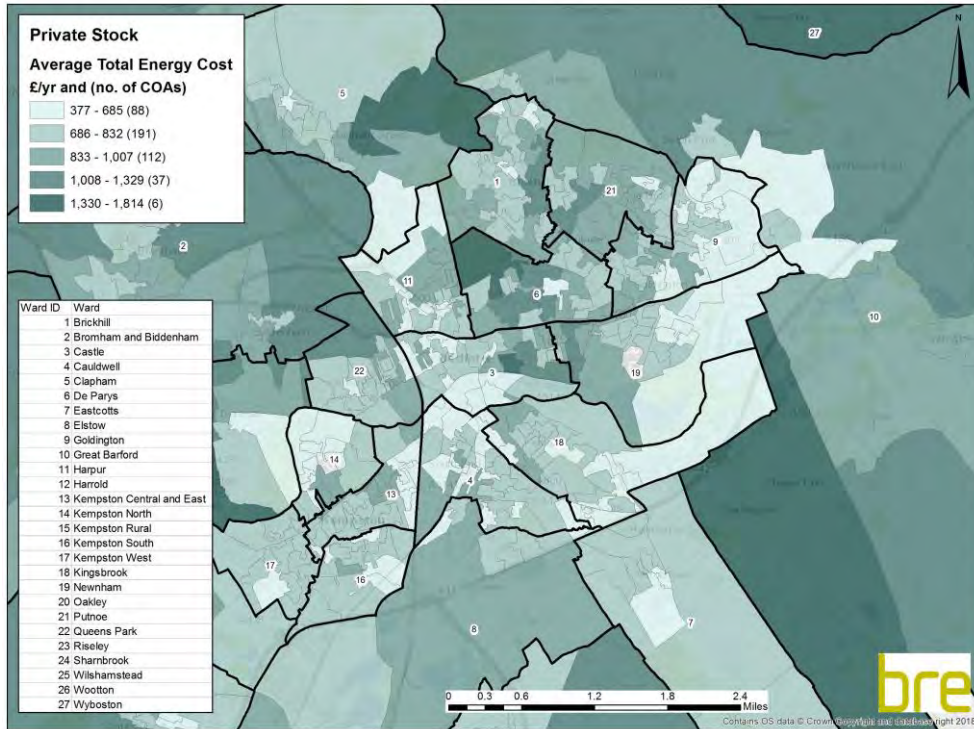 Private Stock
Average Total Energy Cost
£/yr and (no. of COAs)
377 - 685 (88)
686 - 832 (191)
833 - 1,007 (112)
1,008 - 1,329 (37)
1,330 - 1,814 (6)
Ward ID Ward
1 Brickhill
2 Bromham and Biddenham
3 Castle
4 Cauldwell
5 Clapham
6 De Parys
7 Eastcotts
8 Elstow
9 Goldington
10 Great Barford
11 Harpur
12 Harrold
13 Kempston Central and East
14 Kempston North
15 Kempston Rural
16 Kempston South
17 Kempston West
18 Kingsbrook
19 Newnham
20 Oakley
21 Putnoe
22 Queens Park
23 Riseley
24 Sharnbrook
25 Wilshamstead
26 Wootton
27 Wyboston
N
27
5
1
21
2
9
11
6
10
22
3
19
18
14
4
13
17
16
8
7
0 0.3 0.6 1.2 1.8 2.4
Miles
bre
Contains OS data © Crown Copyright and database right 2018